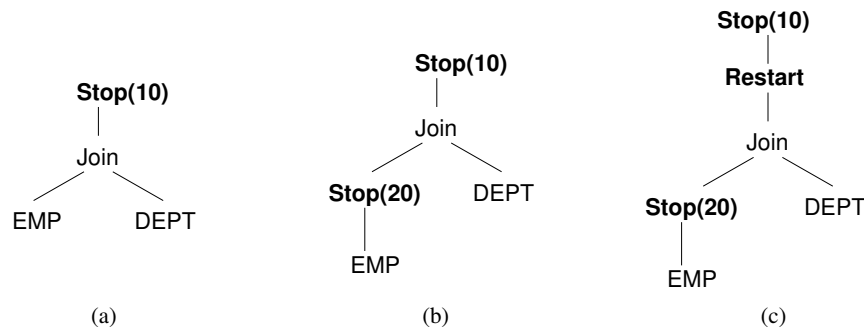 Stop(10)
Join
EMP DEPT
(a)
Stop(10)
Join
Stop(20) DEPT
EMP
(b)
Stop(10)
Restart
Join
Stop(20) DEPT
EMP
(c)